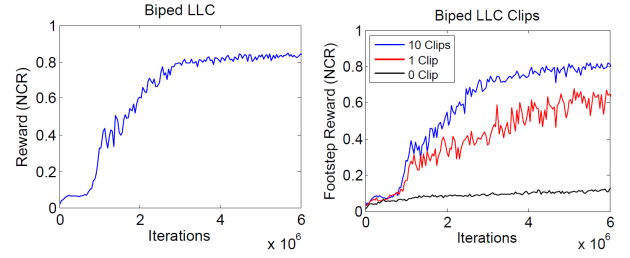 Biped LLC
Reward (NCR)
1
0.8
0.6
0.4
0.2
0
0 2 4 6
Iterations
x 10^6
Biped LLC Clips
Footstep Reward (NCR)
10 Clips
1 Clip
0 Clip
1
0.8
0.6
0.4
0.2
0
0 2 4 6
Iterations
x 10^6